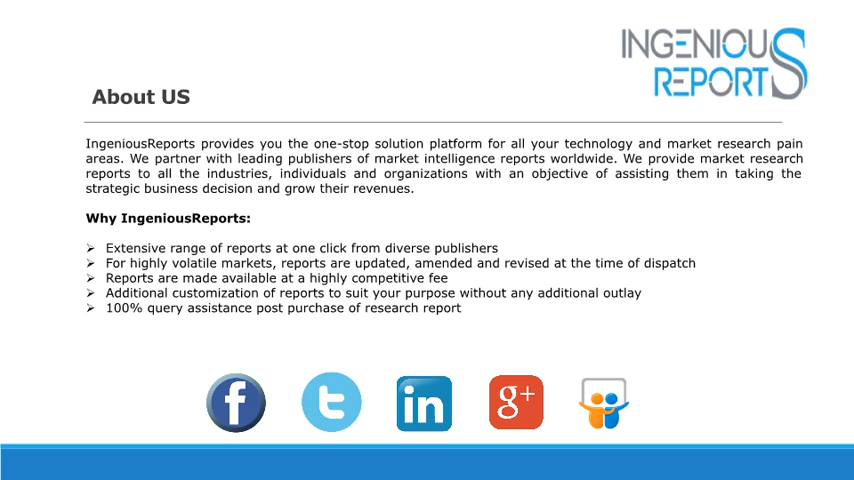 INGENIOUS
REPORTS
About US
IngeniousReports provides you the one-stop solution platform for all your technology and market research pain
areas. We partner with leading publishers of market intelligence reports worldwide. We provide market research
reports to all the industries, individuals and organizations with an objective of assisting them in taking the
strategic business decision and grow their revenues.
Why IngeniousReports:
➢ Extensive range of reports at one click from diverse publishers
➢ For highly volatile markets, reports are updated, amended and revised at the time of dispatch
➢ Reports are made available at a highly competitive fee
➢ Additional customization of reports to suit your purpose without any additional outlay
➢ 100% query assistance post purchase of research report
f t in g+